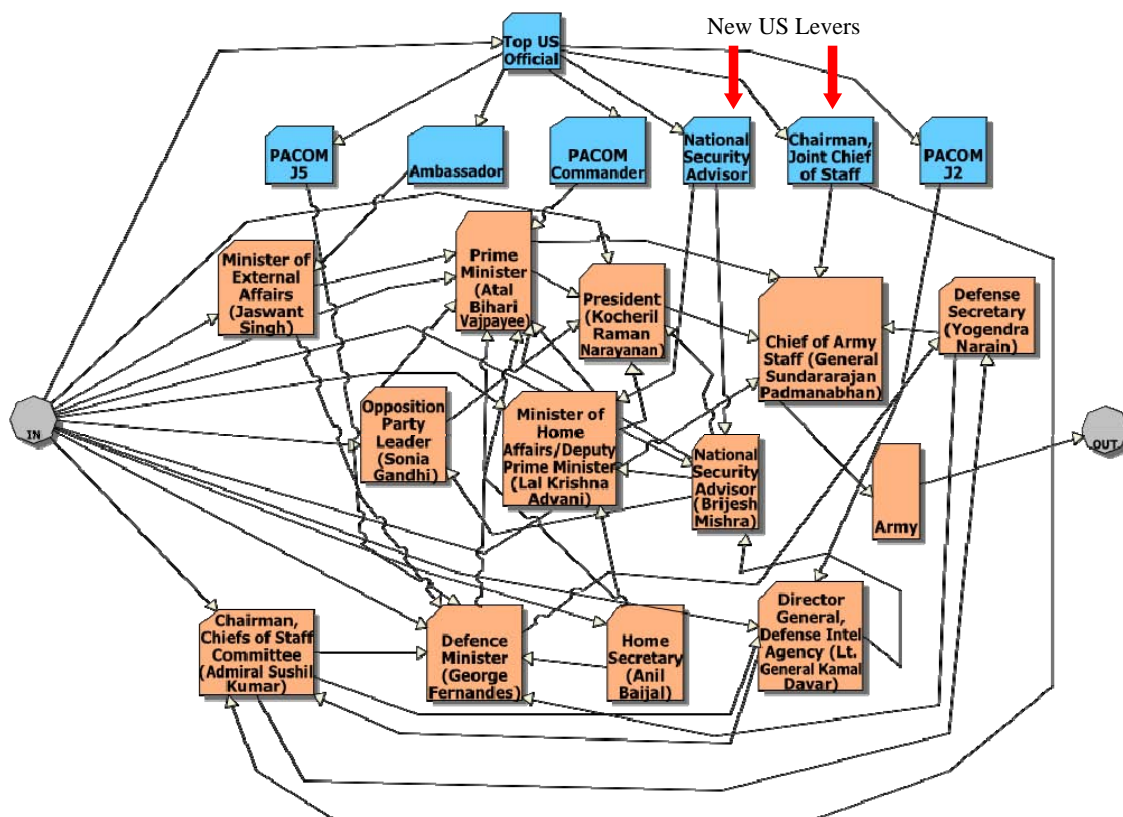 New US Levers
Top US
Official
PACOM
J5
Ambassador
PACOM
Commander
National
Security
Advisor
Chairman,
Joint Chief
of Staff
PACOM
J2
Minister of
External
Affairs
(Jaswant
Singh)
Prime
Minister
(Atal
Bihari
Vajpayee)
President
(Kocheril
Raman
Narayanan)
Chief of Army
Staff (General
Sundararajan
Padmanabhan)
Defense
Secretary
(Yogendra
Narain)
IN
Opposition
Party
Leader
(Sonia
Gandhi)
Minister of
Home
Affairs/Deputy
Prime Minister
(Lal Krishna
Advani)
National
Security
Advisor
(Brijesh
Mishra)
Army
OUT
Chairman,
Chiefs of Staff
Committee
(Admiral Sushil
Kumar)
Defence
Minister
(George
Fernandes)
Home
Secretary
(Anil
Baijal)
Director
General,
Defense Intel
Agency (Lt.
General Kamal
Davar)